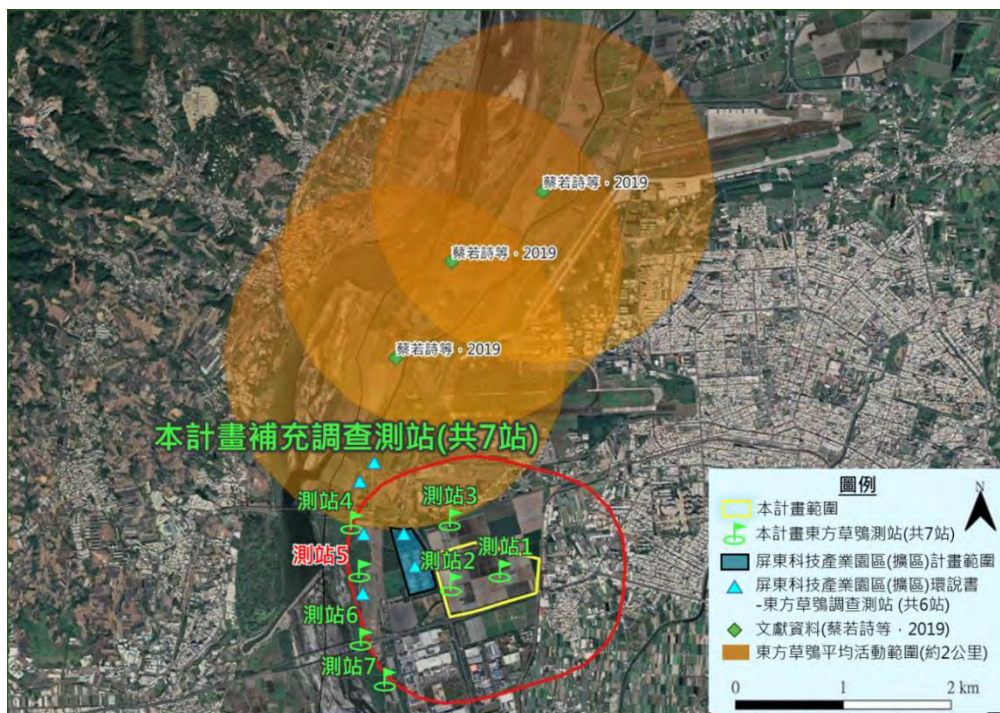 蔡若詩等,2019
蔡若詩等,2019
蔡若詩等,2019
本計畫補充調查測站(共7站)
測站4
測站3
測站5
測站2
測站1
測站6
測站7
圖例
N
本計畫範圍
本計畫東方草鴞測站(共7站)
屏東科技產業園區(擴區)計畫範圍
屏東科技產業園區(擴區)環說書
-東方草鴞調查測站 (共6站)
文獻資料(蔡若詩等,2019)
東方草鴞平均活動範圍(約2公里)
0 1 2 km